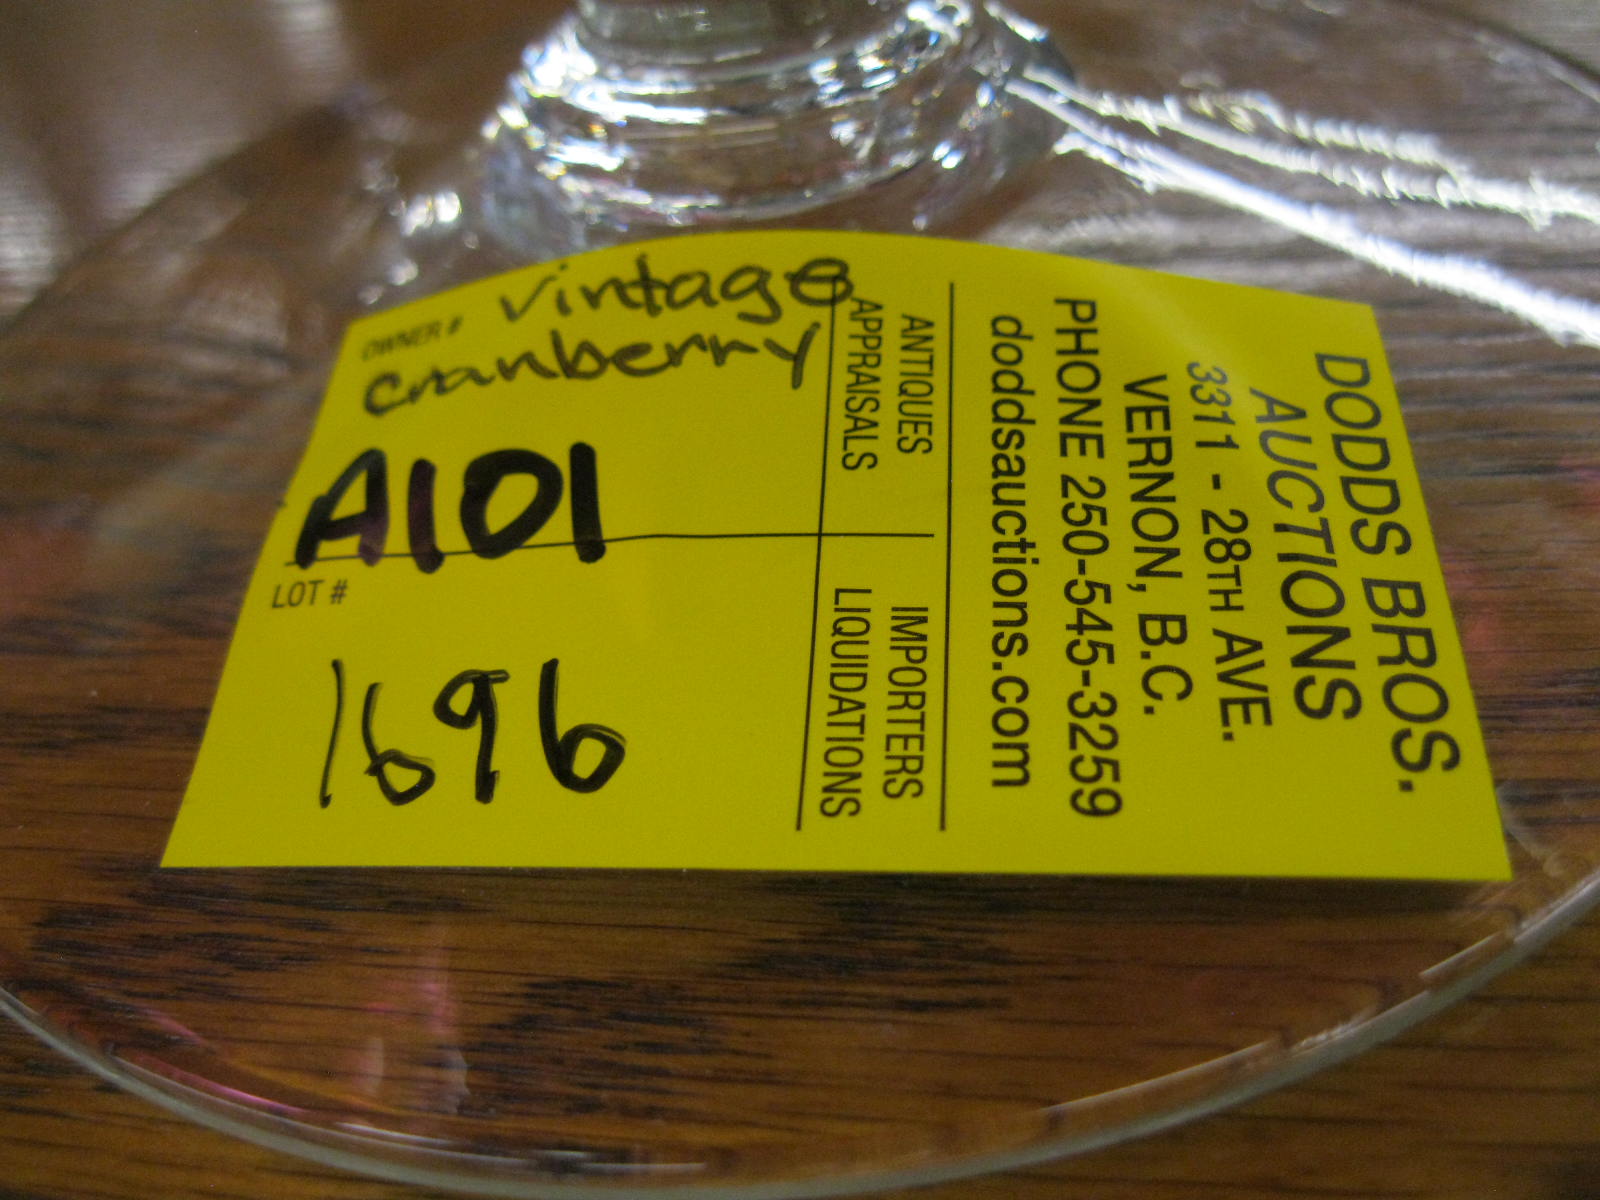 OWNER # vintage
cranberry
A101
LOT #
1696
ANTIQUES
APPRAISALS
IMPORTERS
LIQUIDATIONS
DODDS BROS.
AUCTIONS
3311 - 28TH AVE.
VERNON, B.C.
PHONE 250-545-3259
doddsauctions.com